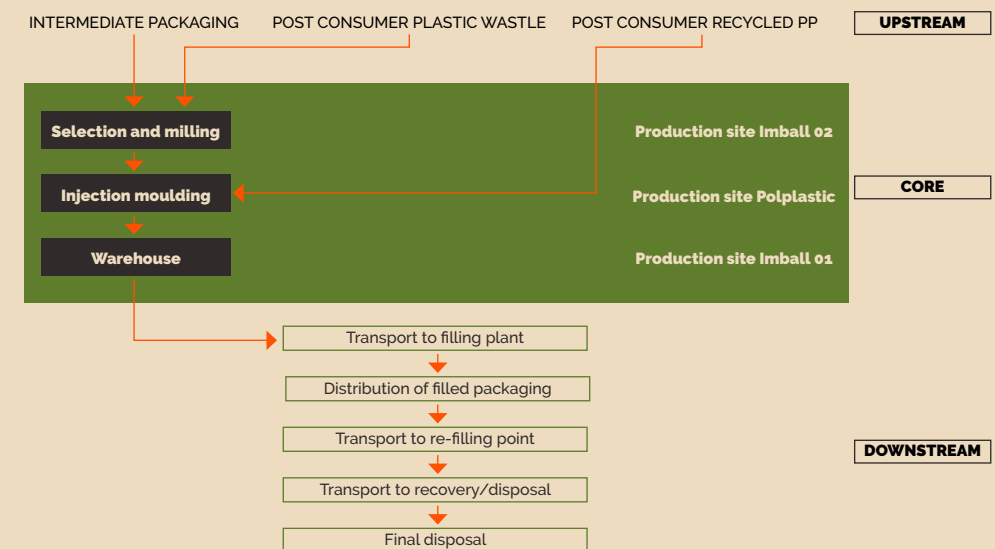 INTERMEDIATE PACKAGING
POST CONSUMER PLASTIC WASTLE
POST CONSUMER RECYCLED PP
UPSTREAM
Selection and milling
Production site Imball 02
Injection moulding
Production site Polplastic
CORE
Warehouse
Production site Imball 01
Transport to filling plant
Distribution of filled packaging
Transport to re-filling point
DOWNSTREAM
Transport to recovery/disposal
Final disposal